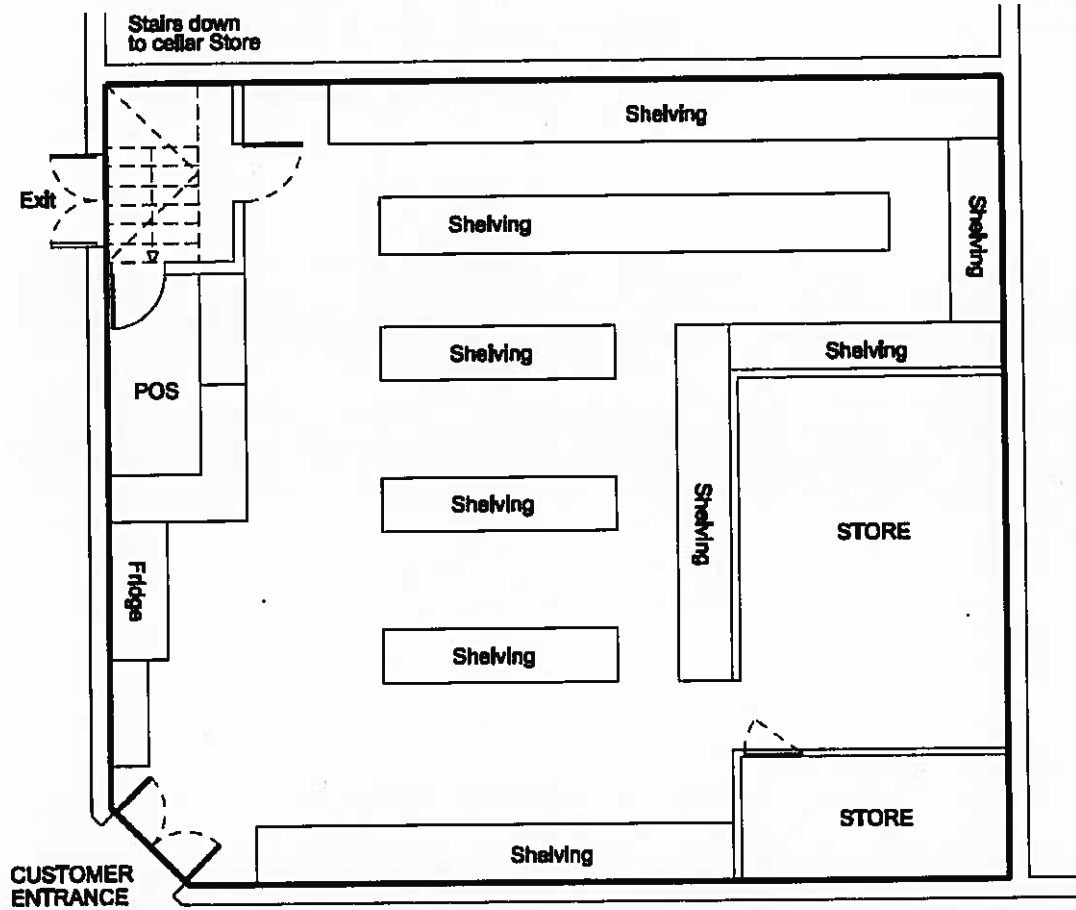 Stairs down
to cellar Store
Shelving
Exit
Shelving
Shelving
Shelving
Shelving
POS
Shelving
Shelving
STORE
Fridge
Shelving
STORE
Shelving
CUSTOMER
ENTRANCE